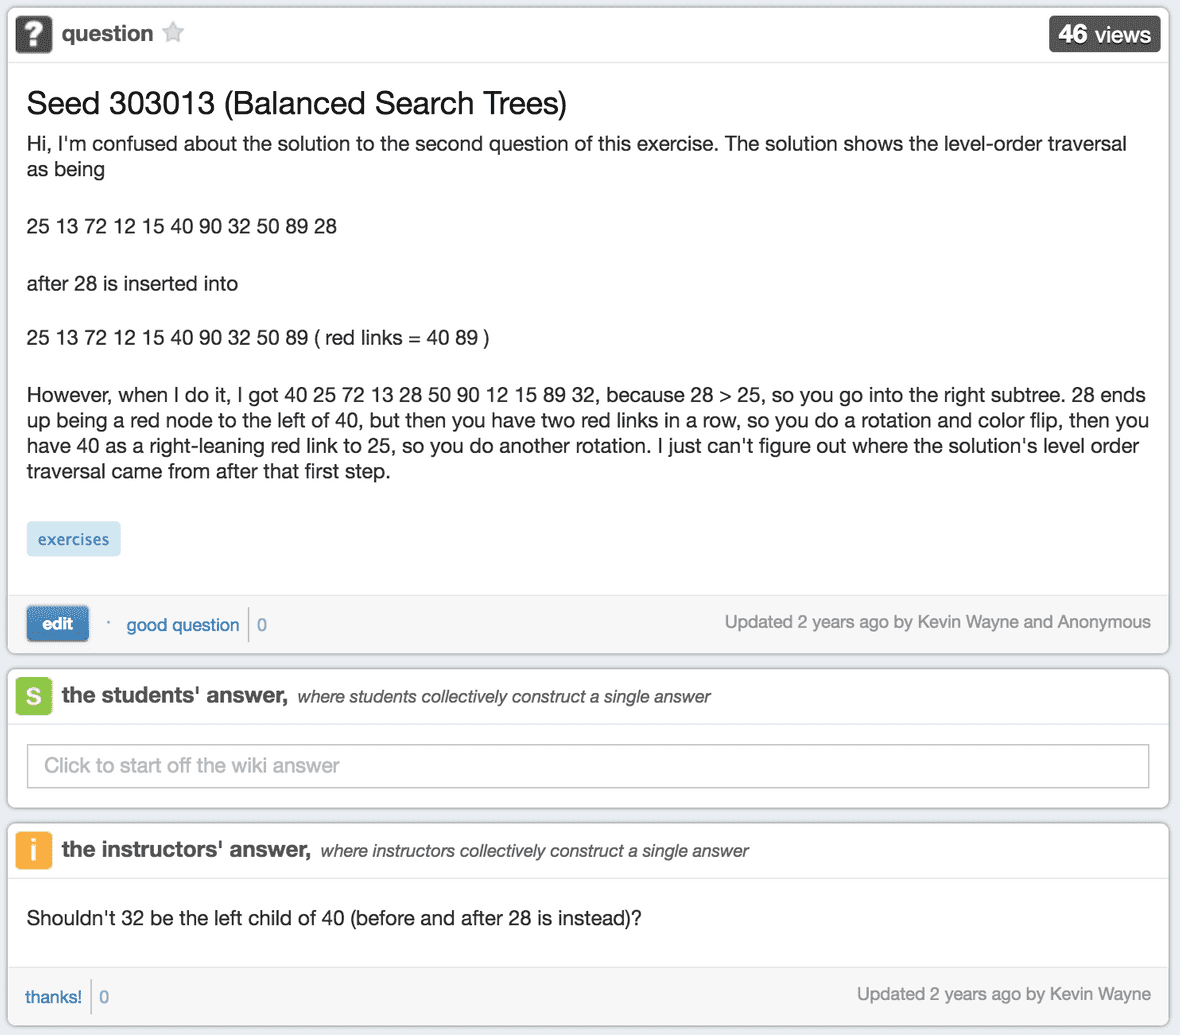 ? question 46 views
Seed 303013 (Balanced Search Trees)
Hi, I'm confused about the solution to the second question of this exercise. The solution shows the level-order traversal
as being
25 13 72 12 15 40 90 32 50 89 28
after 28 is inserted into
25 13 72 12 15 40 90 32 50 89 ( red links = 40 89 )
However, when I do it, I got 40 25 72 13 28 50 90 12 15 89 32, because 28 > 25, so you go into the right subtree. 28 ends
up being a red node to the left of 40, but then you have two red links in a row, so you do a rotation and color flip, then you
have 40 as a right-leaning red link to 25, so you do another rotation. I just can't figure out where the solution's level order
traversal came from after that first step.
exercises
edit · good question 0 Updated 2 years ago by Kevin Wayne and Anonymous
S the students' answer, where students collectively construct a single answer
Click to start off the wiki answer
i the instructors' answer, where instructors collectively construct a single answer
Shouldn't 32 be the left child of 40 (before and after 28 is instead)?
thanks! 0 Updated 2 years ago by Kevin Wayne